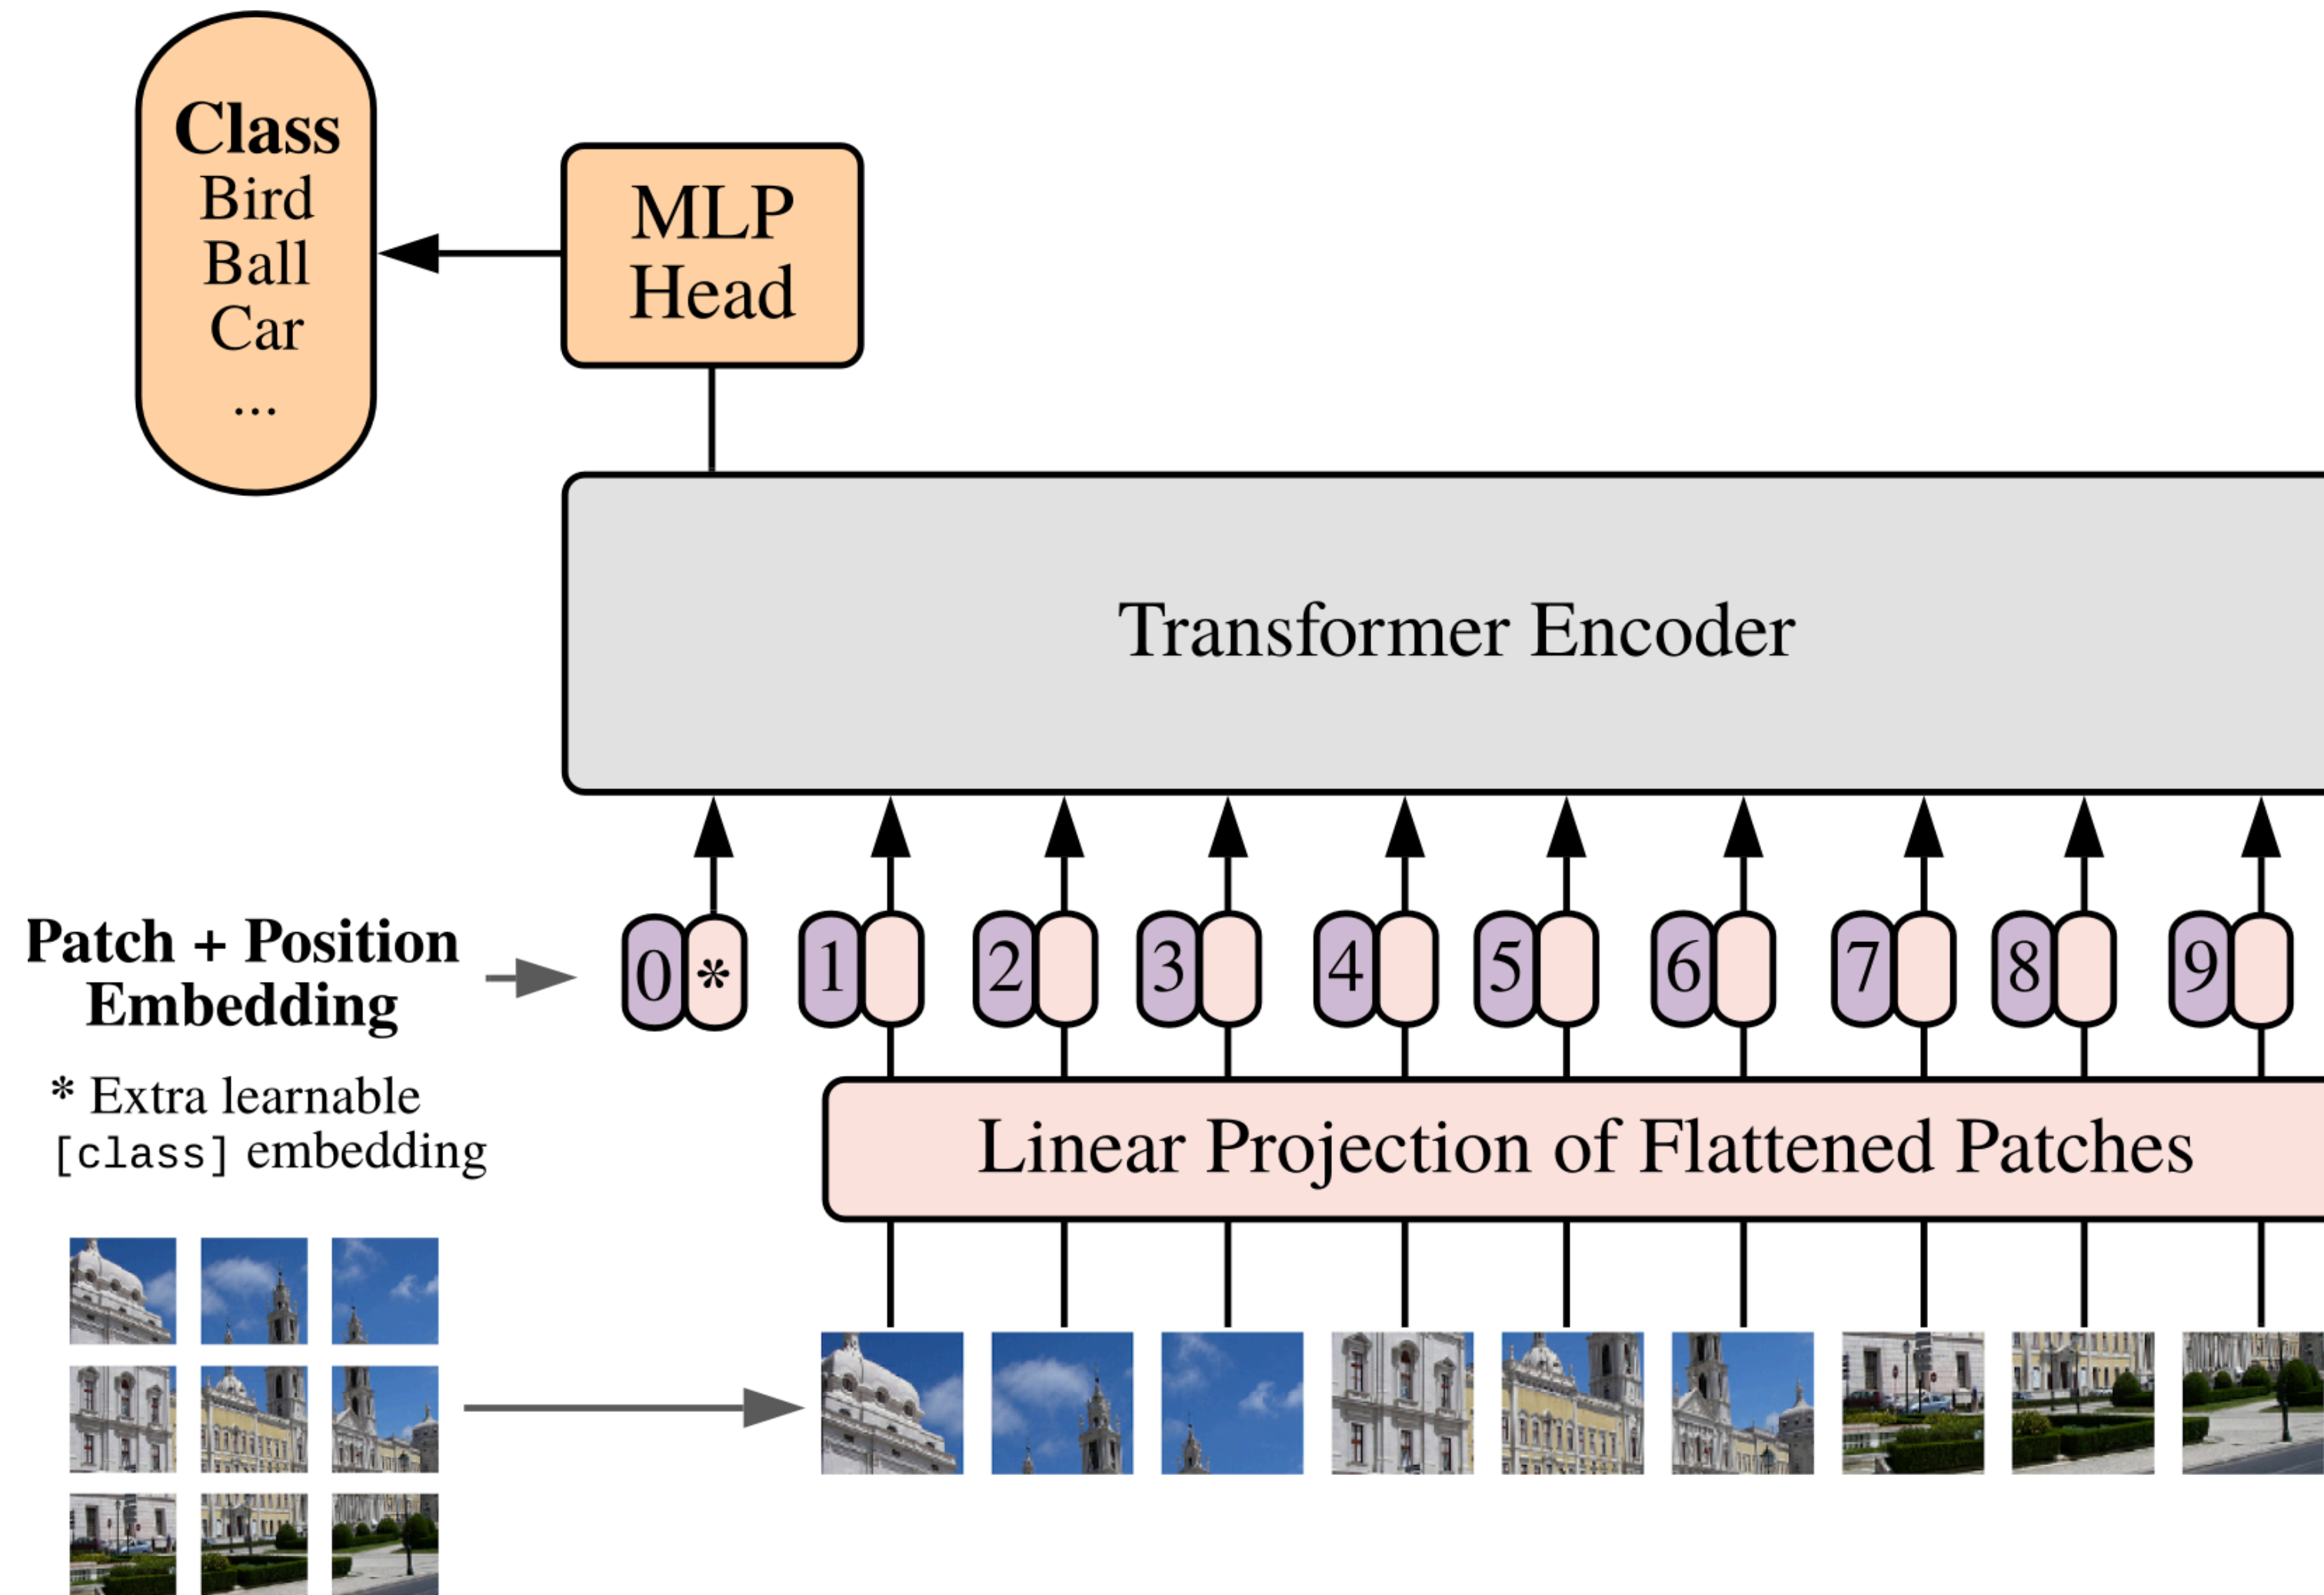 Class
Bird
Ball
Car
...
MLP
Head
Transformer Encoder
Patch + Position
Embedding
0 * 1 2 3 4 5 6 7 8 9
* Extra learnable
[class] embedding
Linear Projection of Flattened Patches